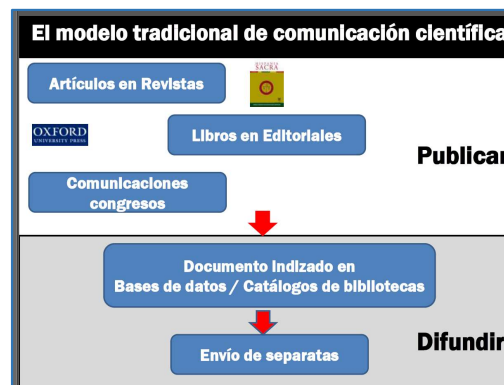 El modelo tradicional de comunicación científica
SACRA
Artículos en Revistas
OXFORD
UNIVERSITY PRESS
Libros en Editoriales
Publicar
Comunicaciones
congresos
Documento indizado en
Bases de datos / Catálogos de bibliotecas
Difundir
Envío de separatas